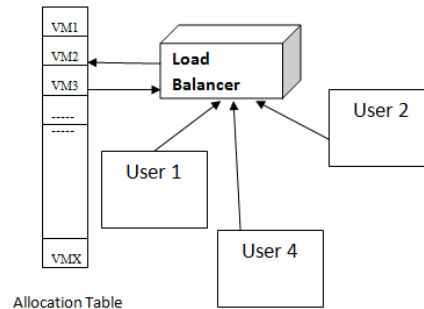 VM1
VM2
VM3
-----
-----
VMX
Allocation Table
Load
Balancer
User 1
User 2
User 4